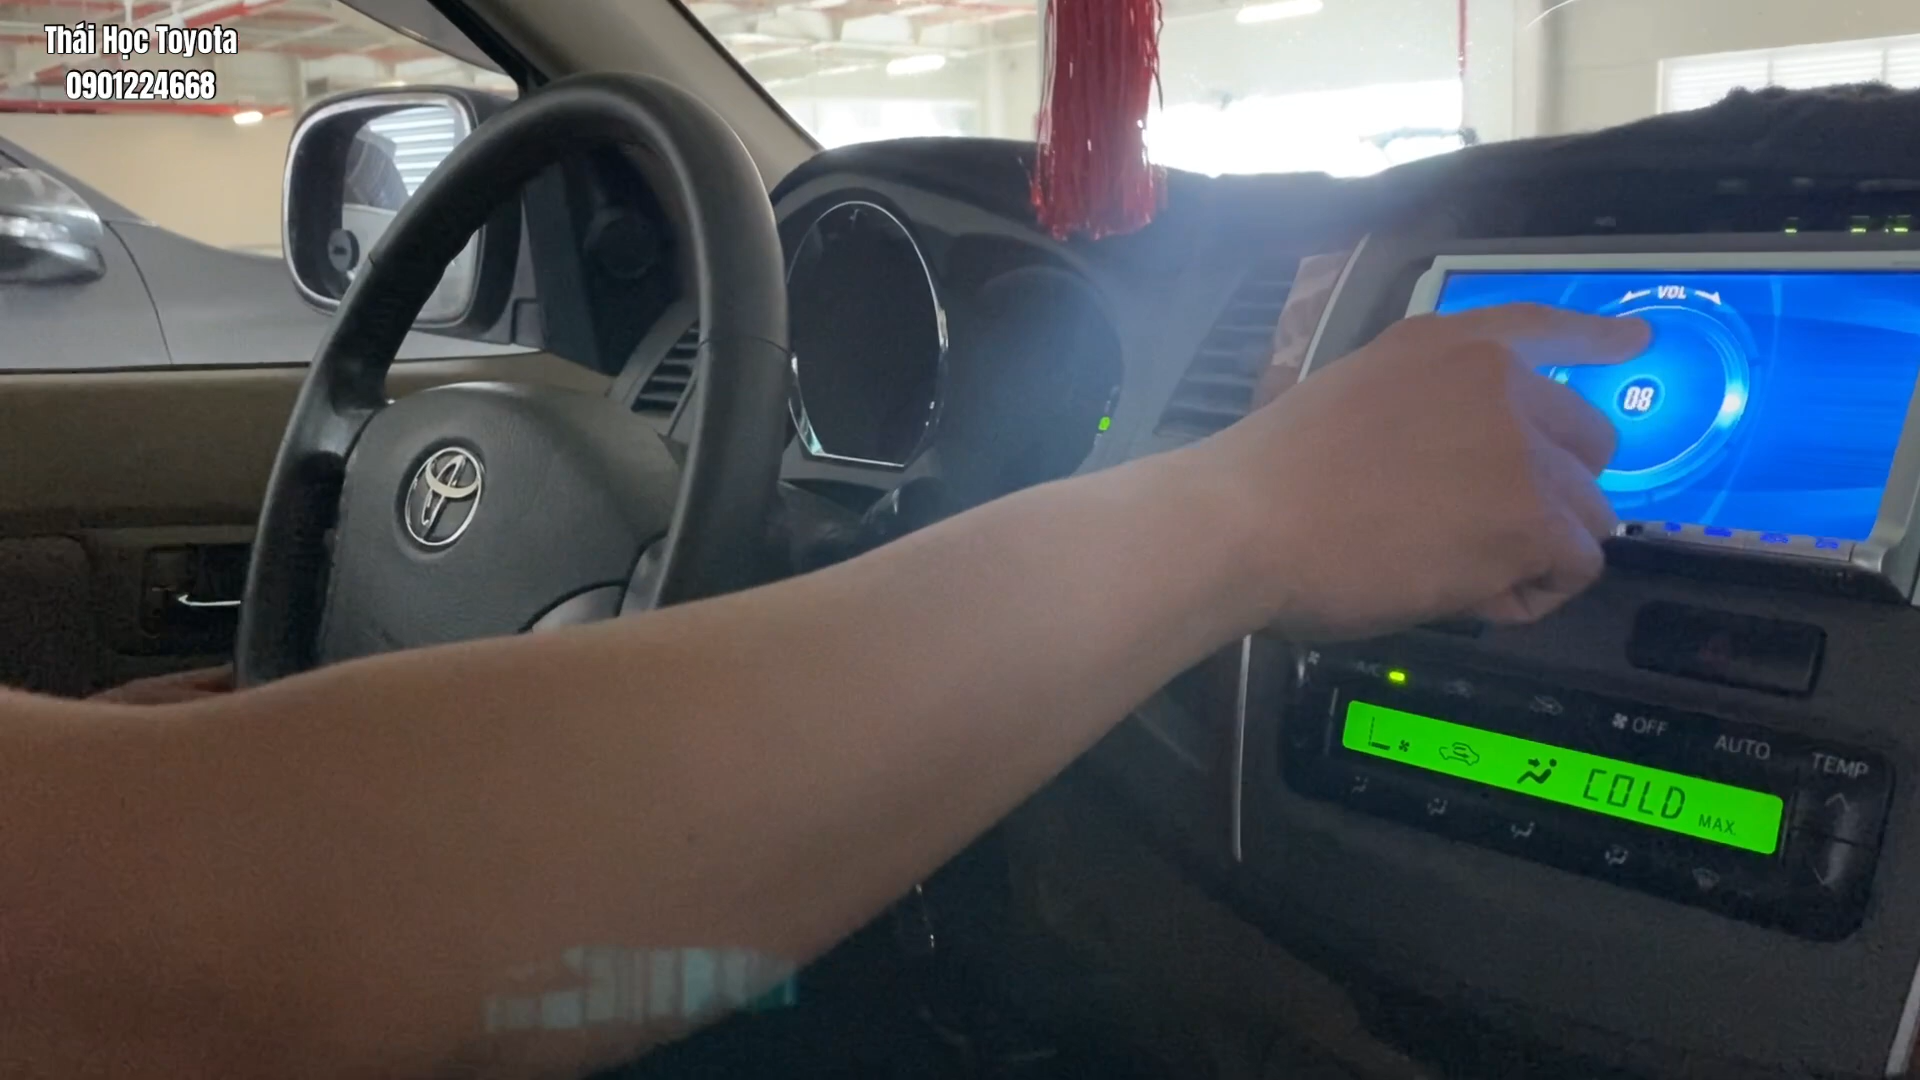 Thái Học Toyota
0901224668
VOL
08
A/C
OFF
AUTO
TEMP
COLD MAX.